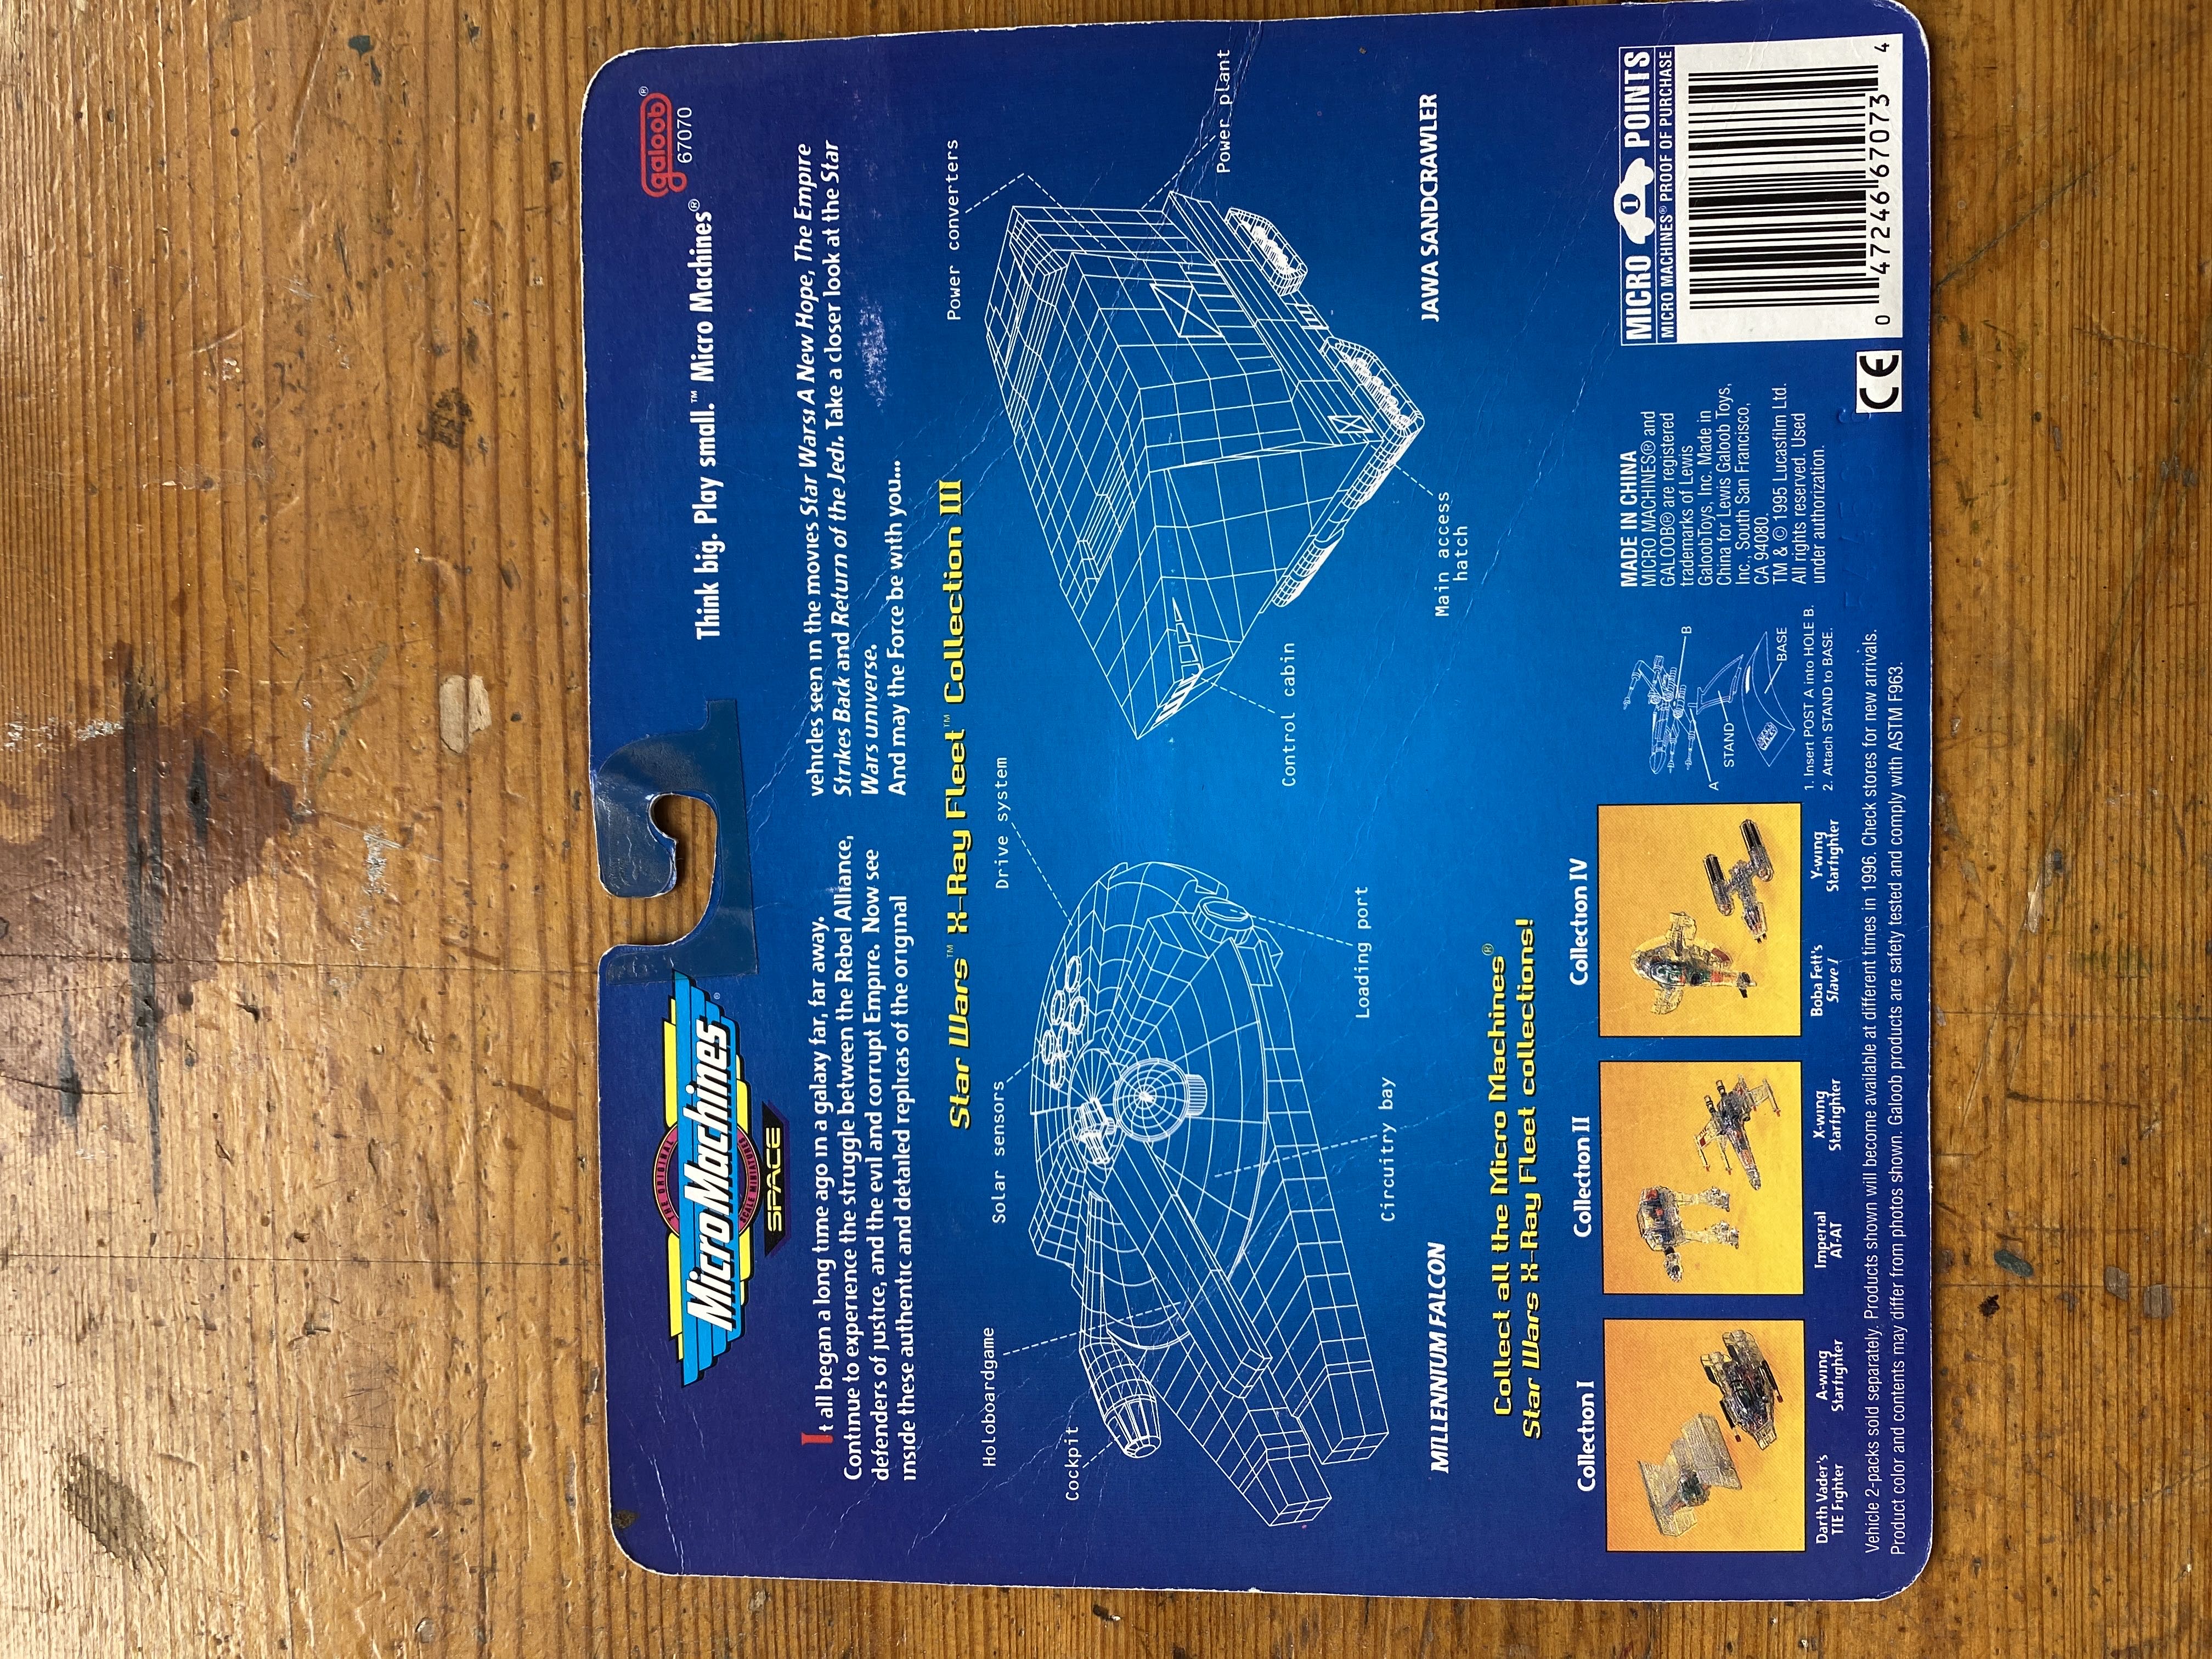 THE ORIGINAL
Micro Machines®
SCALE MINIATURES
SPACE
Think big. Play small.™ Micro Machines®
galoob®
67070
It all began a long time ago in a galaxy far, far away.
Continue to experience the struggle between the Rebel Alliance,
defenders of justice, and the evil and corrupt Empire. Now see
inside these authentic and detailed replicas of the original
vehicles seen in the movies Star Wars: A New Hope, The Empire
Strikes Back and Return of the Jedi. Take a closer look at the Star
Wars universe.
And may the Force be with you...
Star Wars™ X-Ray Fleet™ Collection III
Holoboardgame
Solar sensors
Drive system
Cockpit
Loading port
Circuitry bay
MILLENNIUM FALCON
Power converters
Power plant
Control cabin
Main access
hatch
JAWA SANDCRAWLER
Collect all the Micro Machines®
Star Wars X-Ray Fleet collections!
Collection I
Darth Vader's
TIE Fighter
A-wing
Starfighter
Collection II
Imperial
AT-AT
X-wing
Starfighter
Collection IV
Boba Fett's
Slave I
Y-wing
Starfighter
A
B
STAND
BASE
STAR WARS
1. Insert POST A into HOLE B.
2. Attach STAND to BASE.
MADE IN CHINA
MICRO MACHINES® and
GALOOB® are registered
trademarks of Lewis
GaloobToys, Inc. Made in
China for Lewis Galoob Toys,
Inc., South San Francisco,
CA 94080.
TM & © 1995 Lucasfilm Ltd.
All rights reserved. Used
under authorization.
CE
MICRO 1 POINTS
MICRO MACHINES® PROOF OF PURCHASE
0 47246 67073 4
Vehicle 2-packs sold separately. Products shown will become available at different times in 1996. Check stores for new arrivals.
Product color and contents may differ from photos shown. Galoob products are safety tested and comply with ASTM F963.